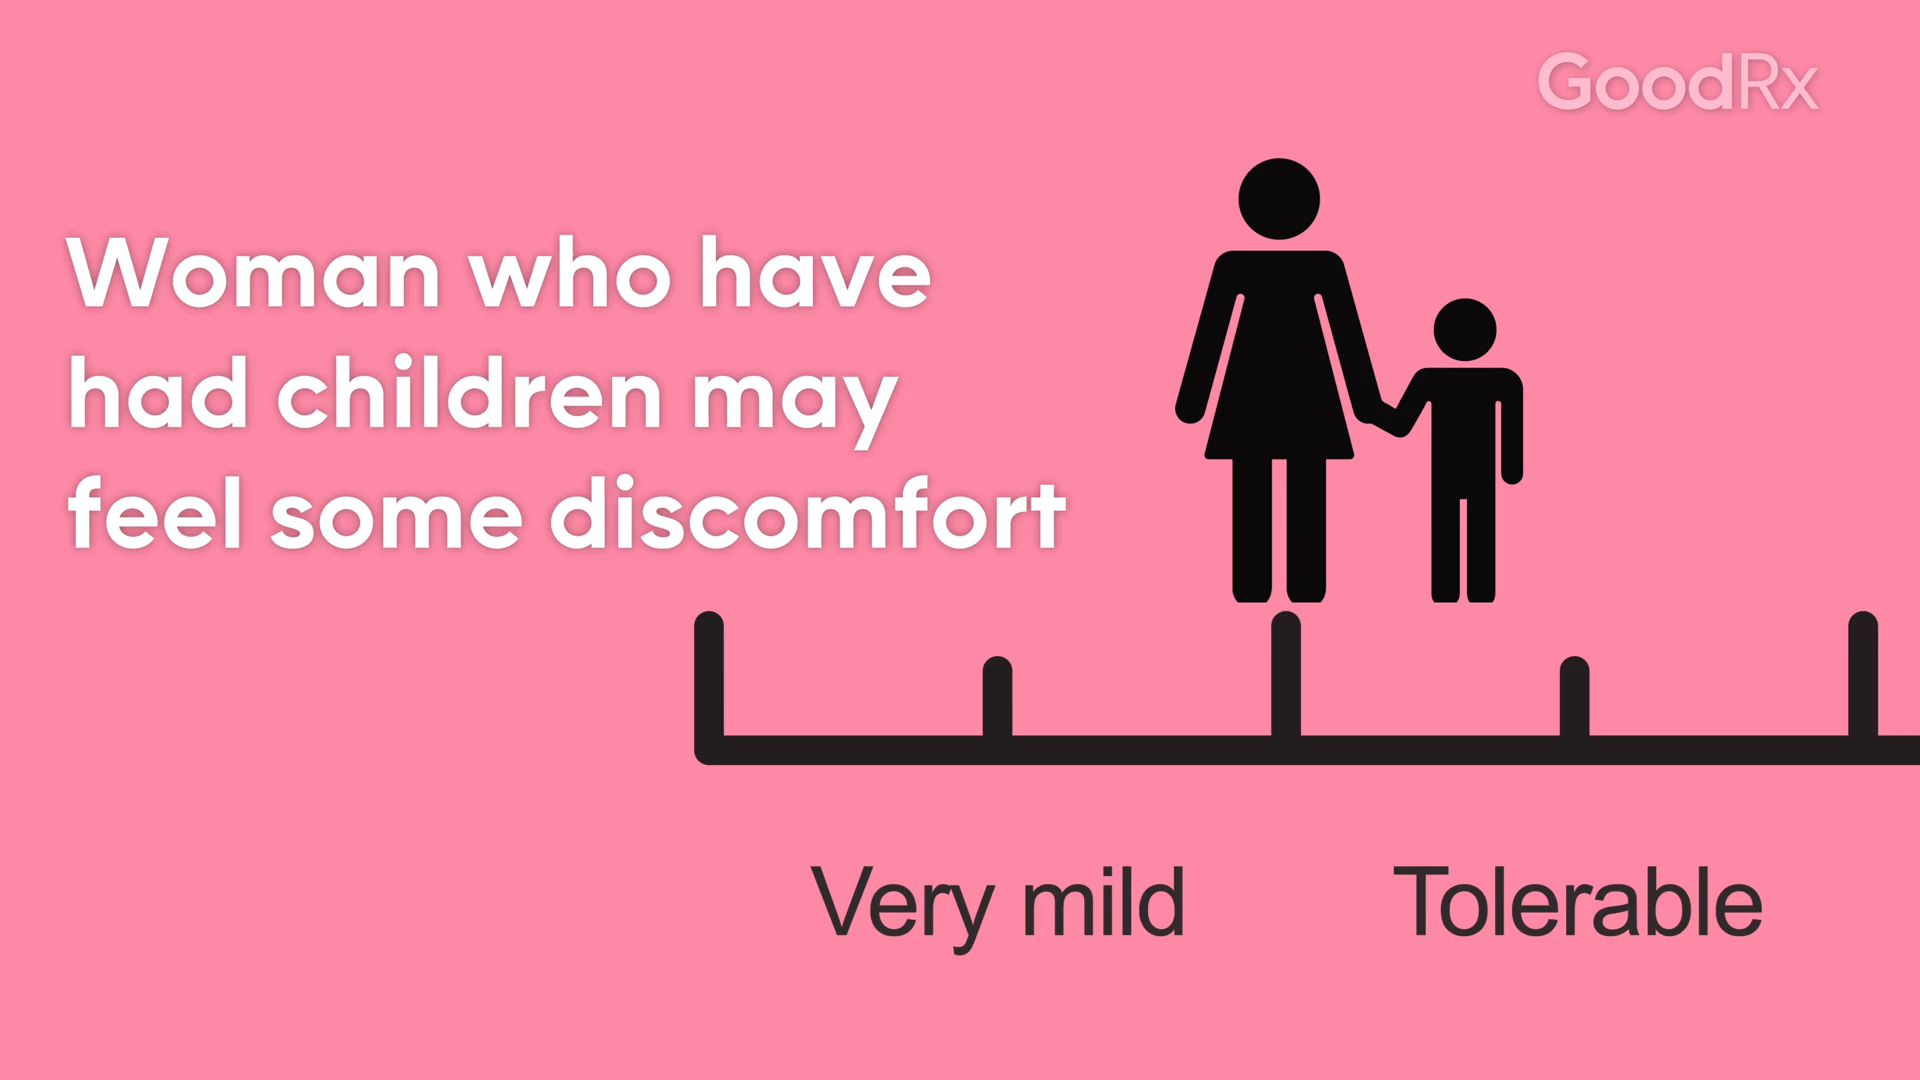 GoodRx
Woman who have
had children may
feel some discomfort
Very mild
Tolerable